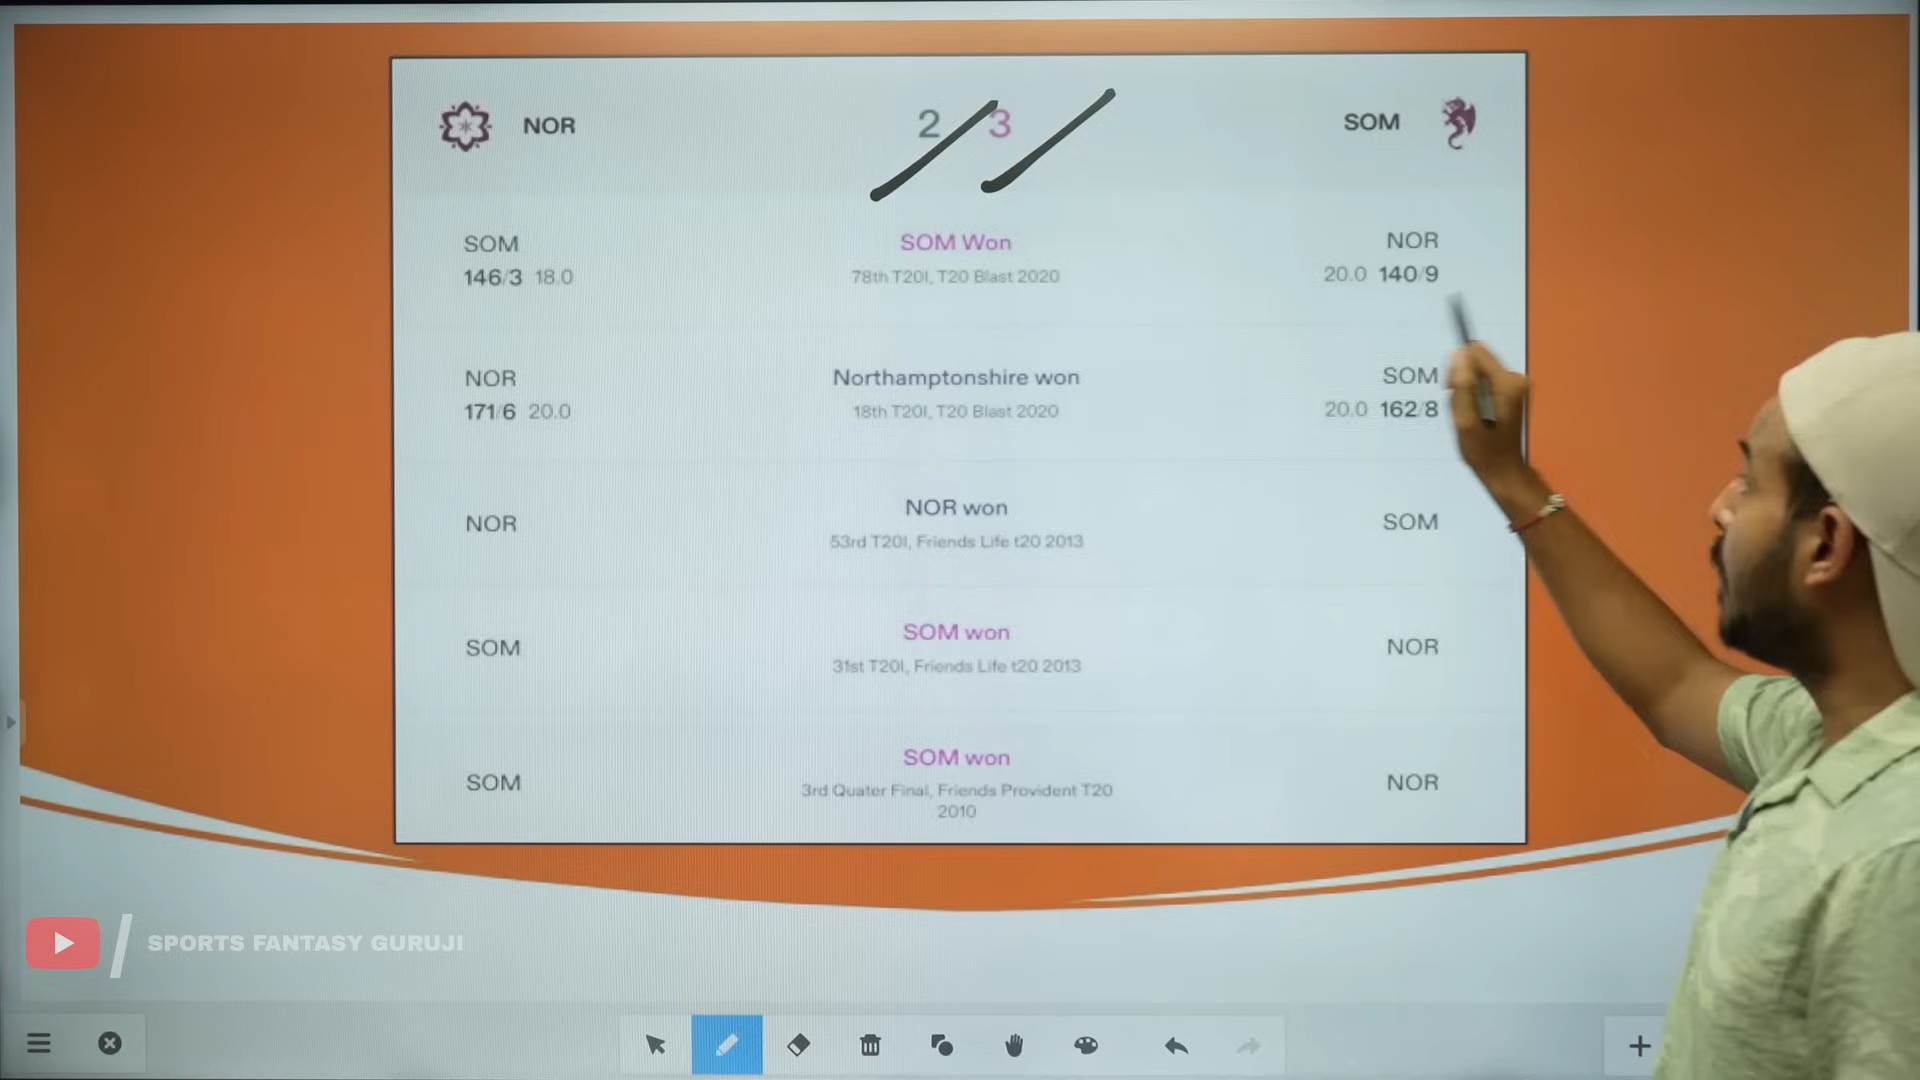 NOR 2 3 SOM
SOM SOM Won NOR
146/3 18.0 78th T20I, T20 Blast 2020 20.0 140/9
NOR Northamptonshire won SOM
171/6 20.0 18th T20I, T20 Blast 2020 20.0 162/8
NOR NOR won SOM
53rd T20I, Friends Life t20 2013
SOM SOM won NOR
31st T20I, Friends Life t20 2013
SOM SOM won NOR
3rd Quater Final, Friends Provident T20
2010
SPORTS FANTASY GURUJI